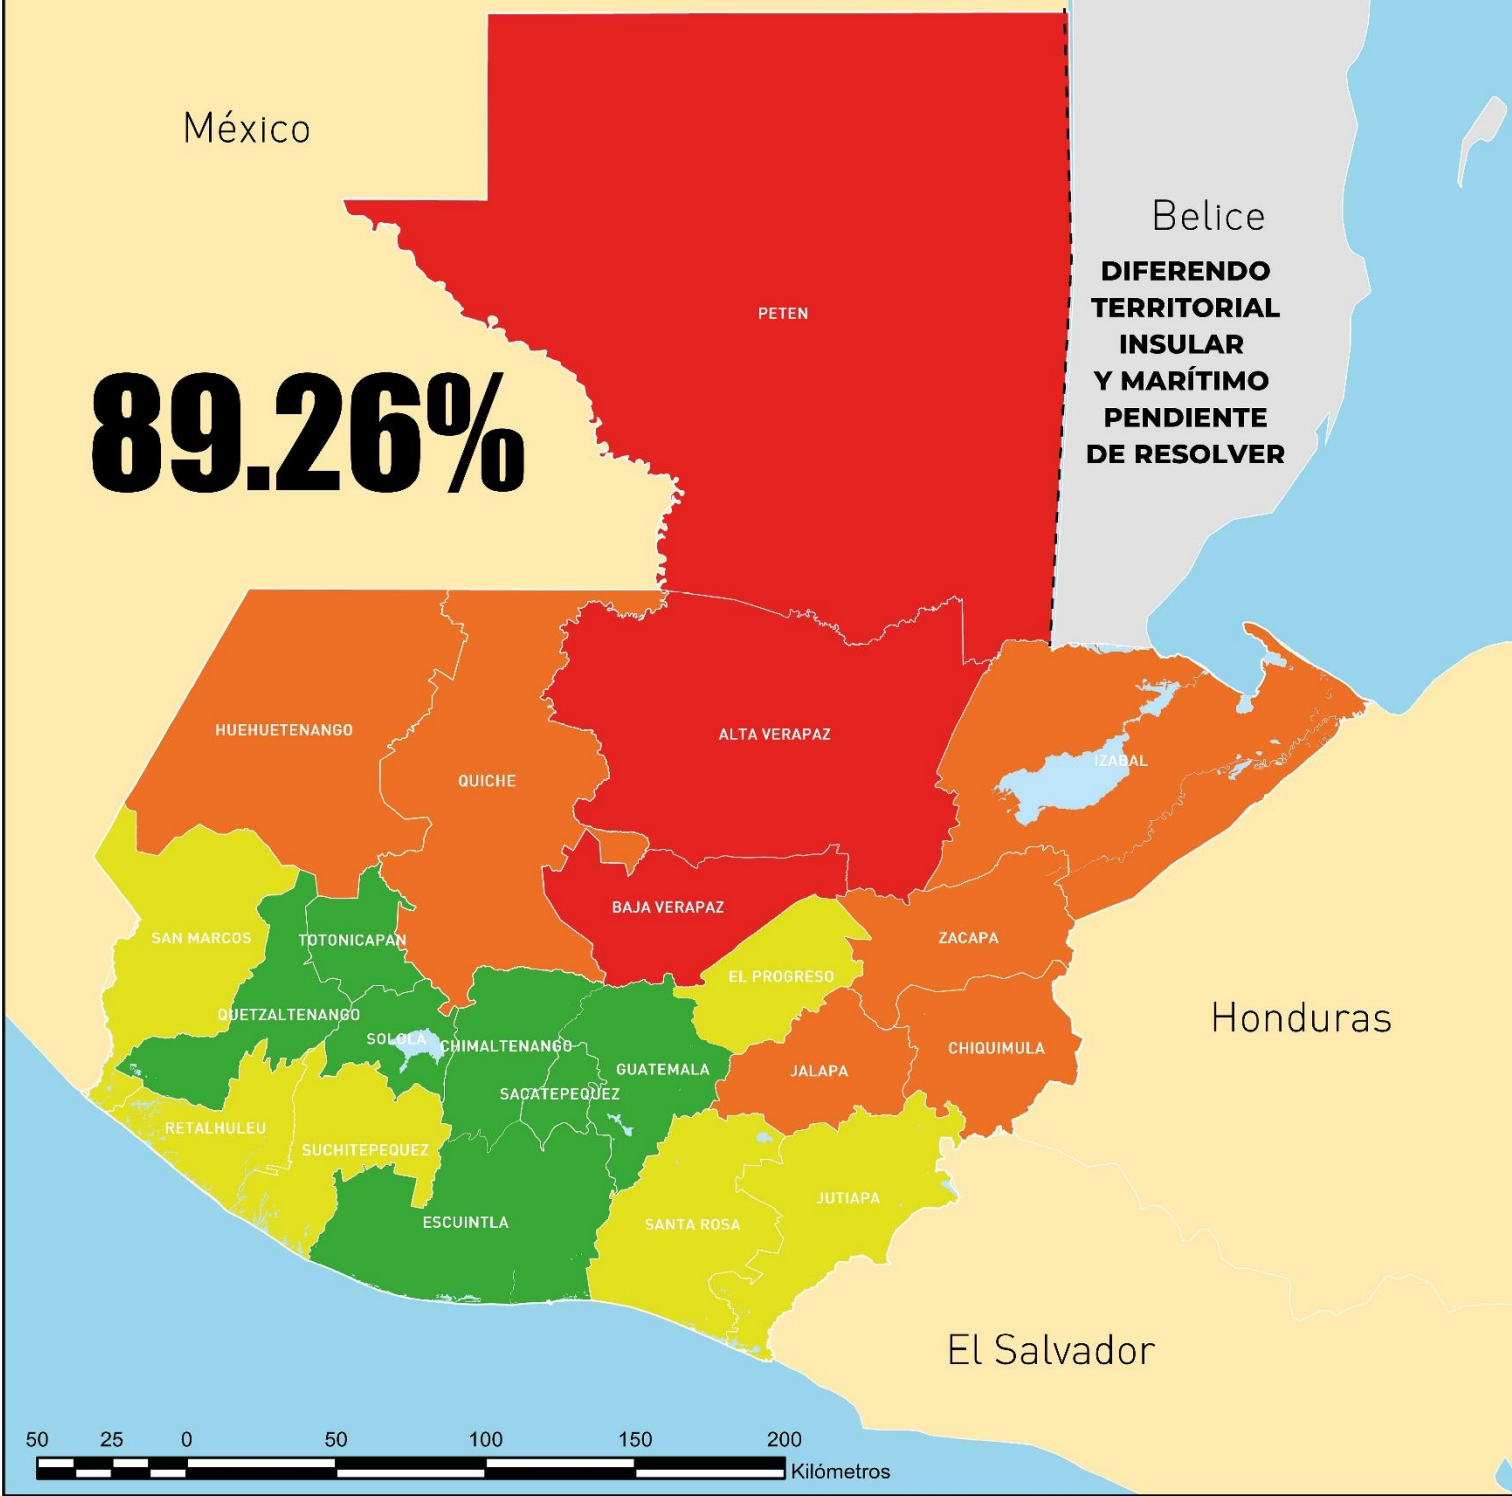 México
Belice
DIFERENDO
TERRITORIAL
INSULAR
Y MARÍTIMO
PENDIENTE
DE RESOLVER
PETEN
89.26%
HUEHUETENANGO
QUICHE
ALTA VERAPAZ
IZABAL
BAJA VERAPAZ
SAN MARCOS
TOTONICAPAN
ZACAPA
EL PROGRESO
QUETZALTENANGO
SOLOLA
CHIMALTENANGO
Honduras
CHIQUIMULA
GUATEMALA
JALAPA
SACATEPEQUEZ
RETALHULEU
SUCHITEPEQUEZ
JUTIAPA
ESCUINTLA
SANTA ROSA
El Salvador
50 25 0 50 100 150 200
Kilómetros